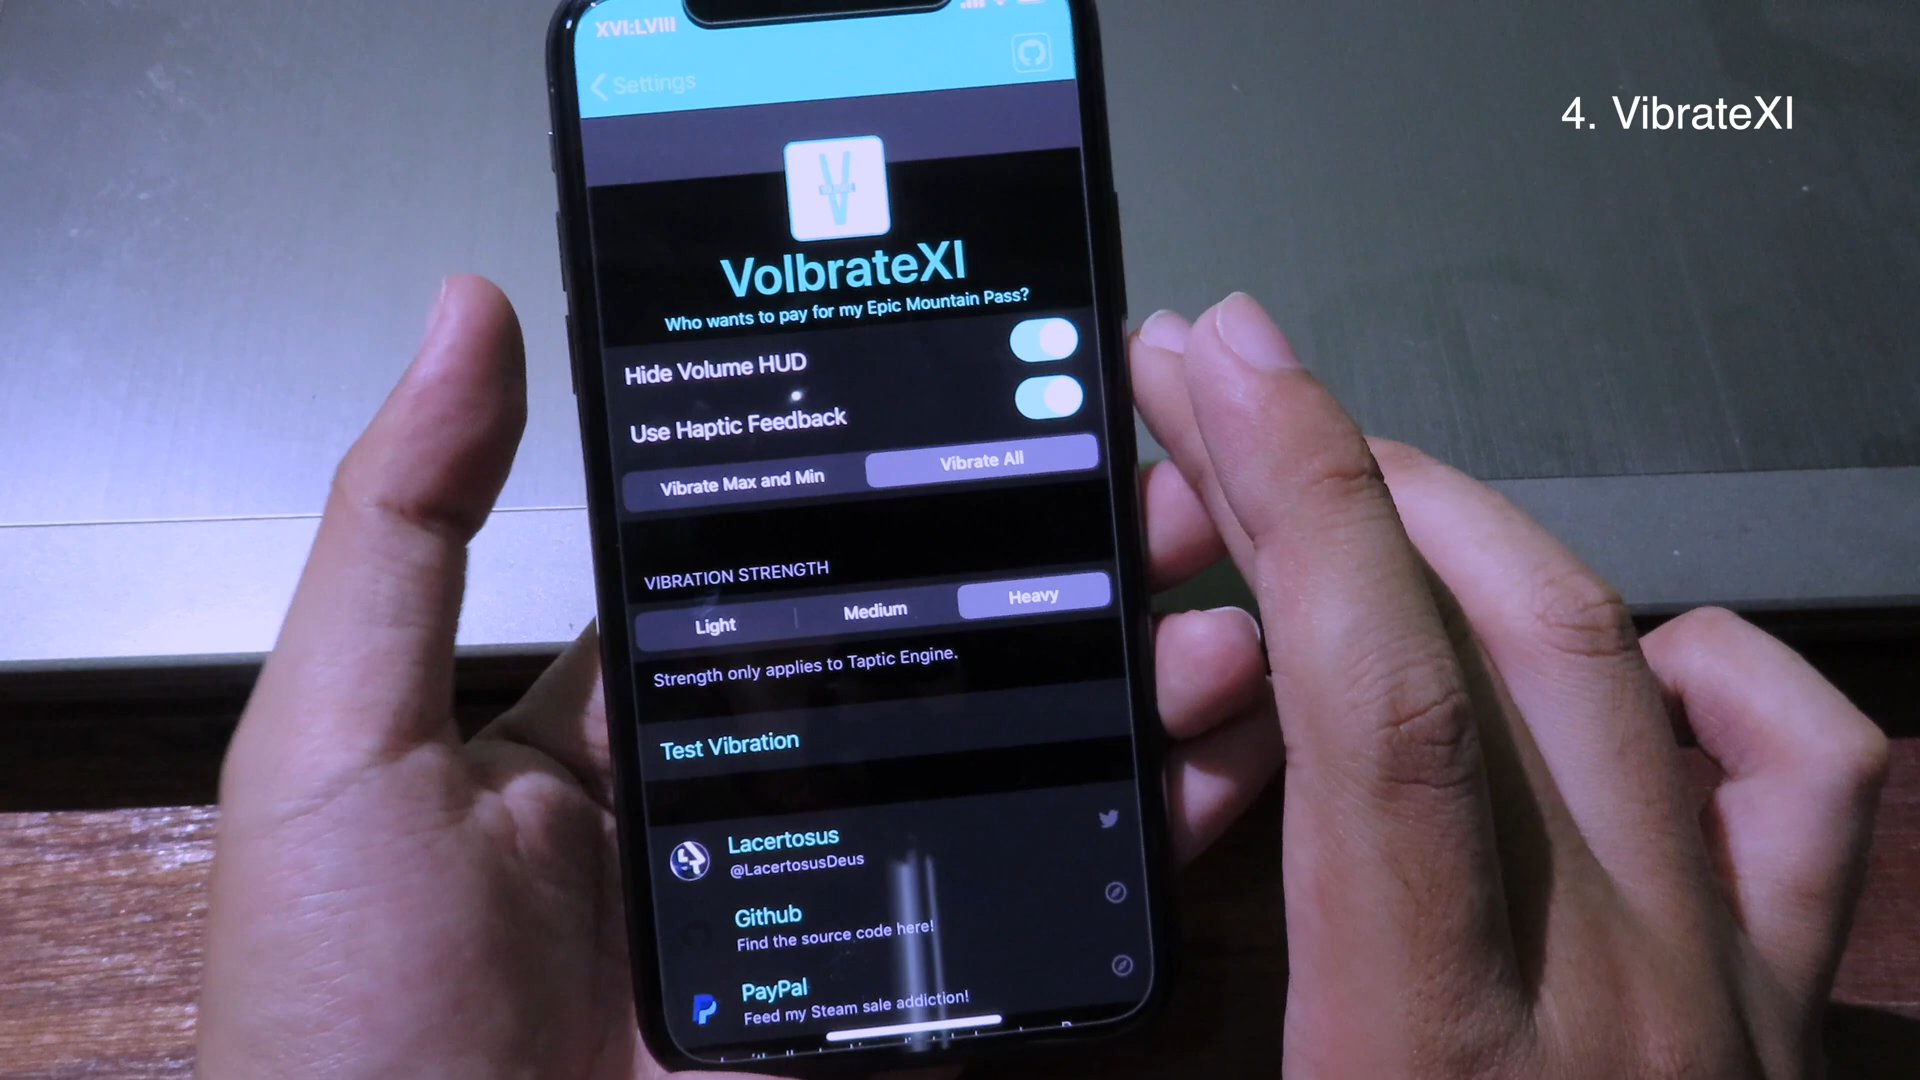 XVI:LVIII
Settings
4. VibrateXI
VolbrateXI
Who wants to pay for my Epic Mountain Pass?
Hide Volume HUD
Use Haptic Feedback
Vibrate Max and Min
Vibrate All
VIBRATION STRENGTH
Light
Medium
Heavy
Strength only applies to Taptic Engine.
Test Vibration
Lacertosus
@LacertosusDeus
Github
Find the source code here!
PayPal
Feed my Steam sale addiction!